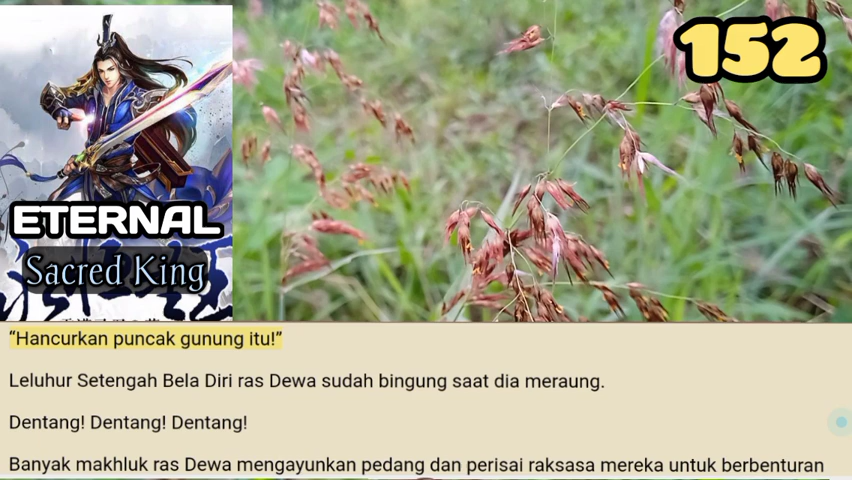 152
ETERNAL
Sacred King
“Hancurkan puncak gunung itu!”
Leluhur Setengah Bela Diri ras Dewa sudah bingung saat dia meraung.
Dentang! Dentang! Dentang!
Banyak makhluk ras Dewa mengayunkan pedang dan perisai raksasa mereka untuk berbenturan